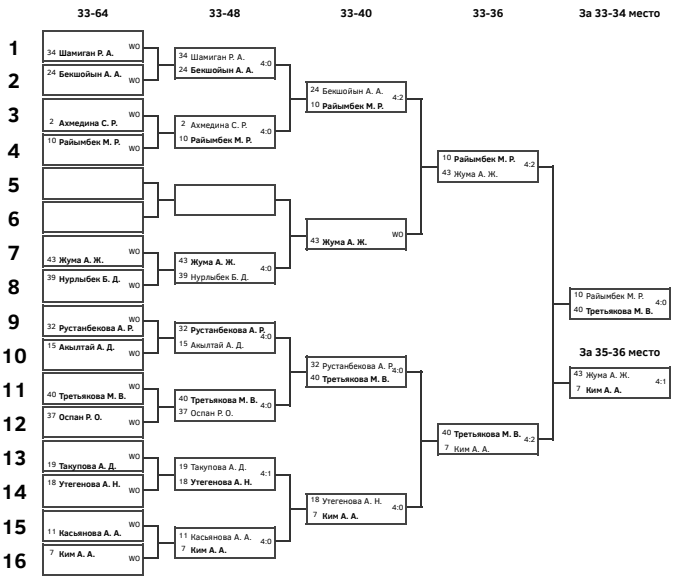 33-64 33-48 33-40 33-36 За 33-34 место
1
34 Шамиган Р. А. WO
2
24 Бекшойын А. А. WO
34 Шамиган Р. А.
24 Бекшойын А. А. 4:0
3
2 Ахмедина С. Р. WO
4
10 Райымбек М. Р. WO
2 Ахмедина С. Р.
10 Райымбек М. Р. 4:0
24 Бекшойын А. А.
10 Райымбек М. Р. 4:2
5
6
7
43 Жума А. Ж. WO
8
39 Нурлыбек Б. Д. WO
43 Жума А. Ж.
39 Нурлыбек Б. Д. 4:0
43 Жума А. Ж. WO
10 Райымбек М. Р.
43 Жума А. Ж. 4:2
9
32 Рустанбекова А. Р. WO
10
15 Акылтай А. Д. WO
32 Рустанбекова А. Р.
15 Акылтай А. Д. 4:0
11
40 Третьякова М. В. WO
12
37 Оспан Р. О. WO
40 Третьякова М. В.
37 Оспан Р. О. 4:0
32 Рустанбекова А. Р.
40 Третьякова М. В. 4:0
13
19 Такупова А. Д. WO
14
18 Утегенова А. Н. WO
19 Такупова А. Д.
18 Утегенова А. Н. 4:1
15
11 Касьянова А. А. WO
16
7 Ким А. А. WO
11 Касьянова А. А.
7 Ким А. А. 4:0
18 Утегенова А. Н.
7 Ким А. А. 4:0
40 Третьякова М. В.
7 Ким А. А. 4:2
10 Райымбек М. Р.
40 Третьякова М. В. 4:0
За 35-36 место
43 Жума А. Ж.
7 Ким А. А. 4:1